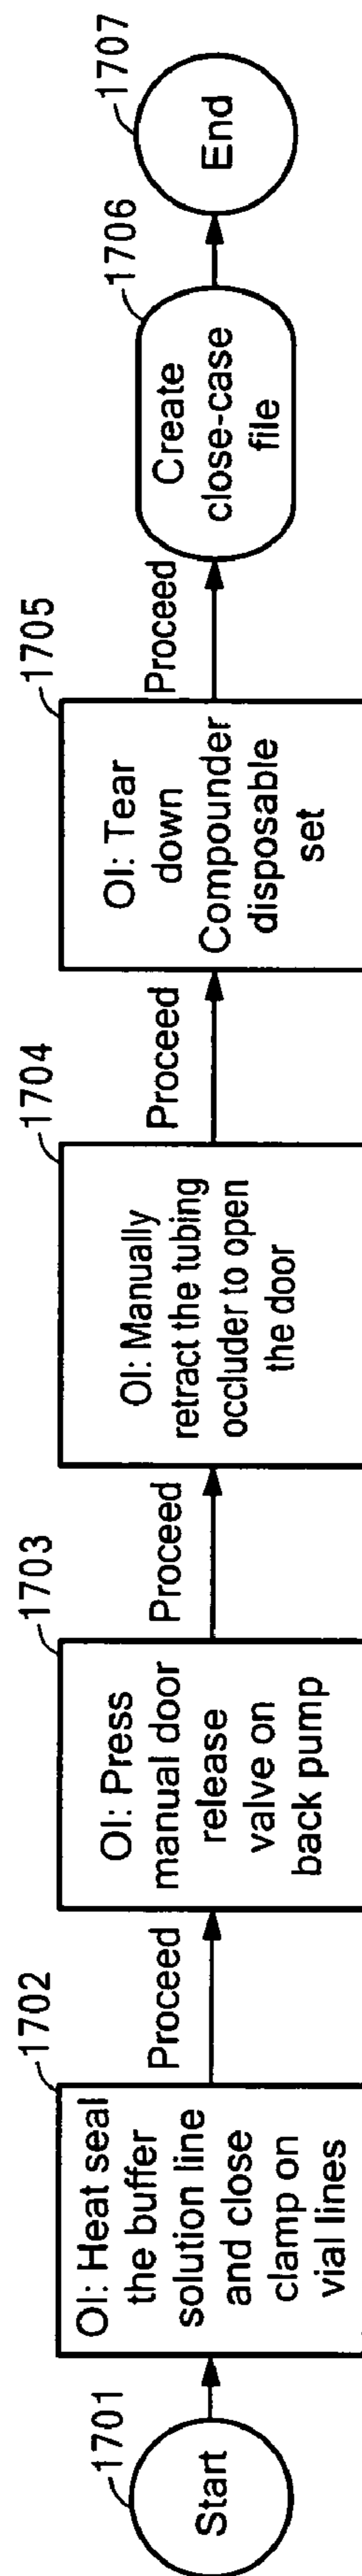 1701
Start
1702
OI: Heat seal
the buffer
solution line
and close
clamp on
vial lines
Proceed
1703
OI: Press
manual door
release
valve on
back pump
Proceed
1704
OI: Manually
retract the tubing
occluder to open
the door
Proceed
1705
OI: Tear
down
Compounder
disposable
set
Proceed
1706
Create
close-case
file
1707
End